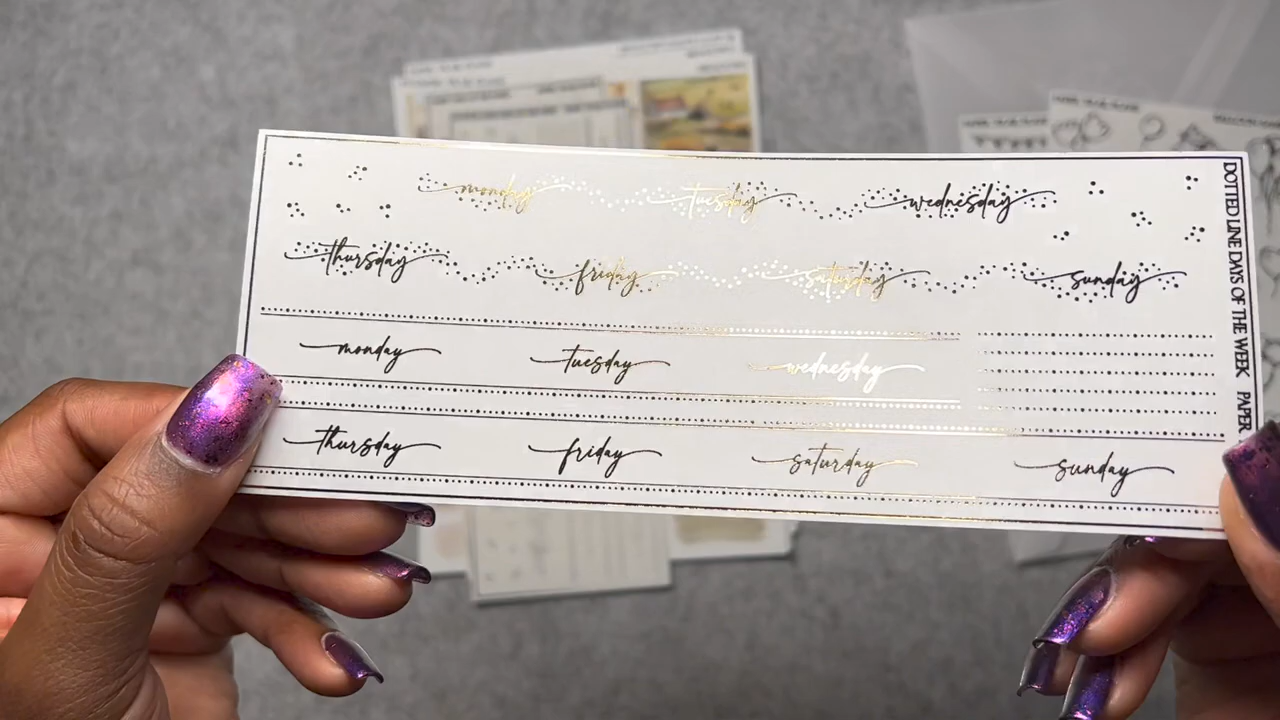 monday tuesday wednesday
thursday friday saturday sunday
monday tuesday wednesday
thursday friday saturday sunday
DOTTED LINE DAYS OF THE WEEK PAPER